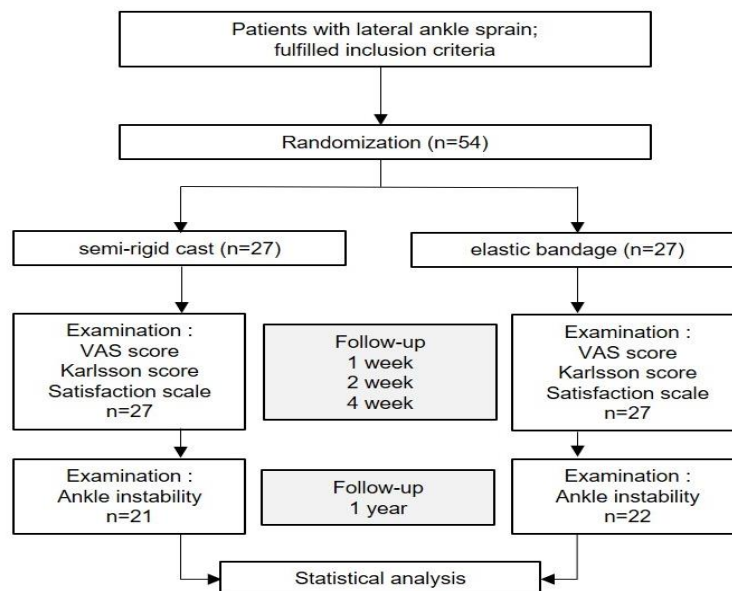 Patients with lateral ankle sprain;
fulfilled inclusion criteria
Randomization (n=54)
semi-rigid cast (n=27)
elastic bandage (n=27)
Examination :
VAS score
Karlsson score
Satisfaction scale
n=27
Follow-up
1 week
2 week
4 week
Examination :
VAS score
Karlsson score
Satisfaction scale
n=27
Examination :
Ankle instability
n=21
Follow-up
1 year
Examination :
Ankle instability
n=22
Statistical analysis